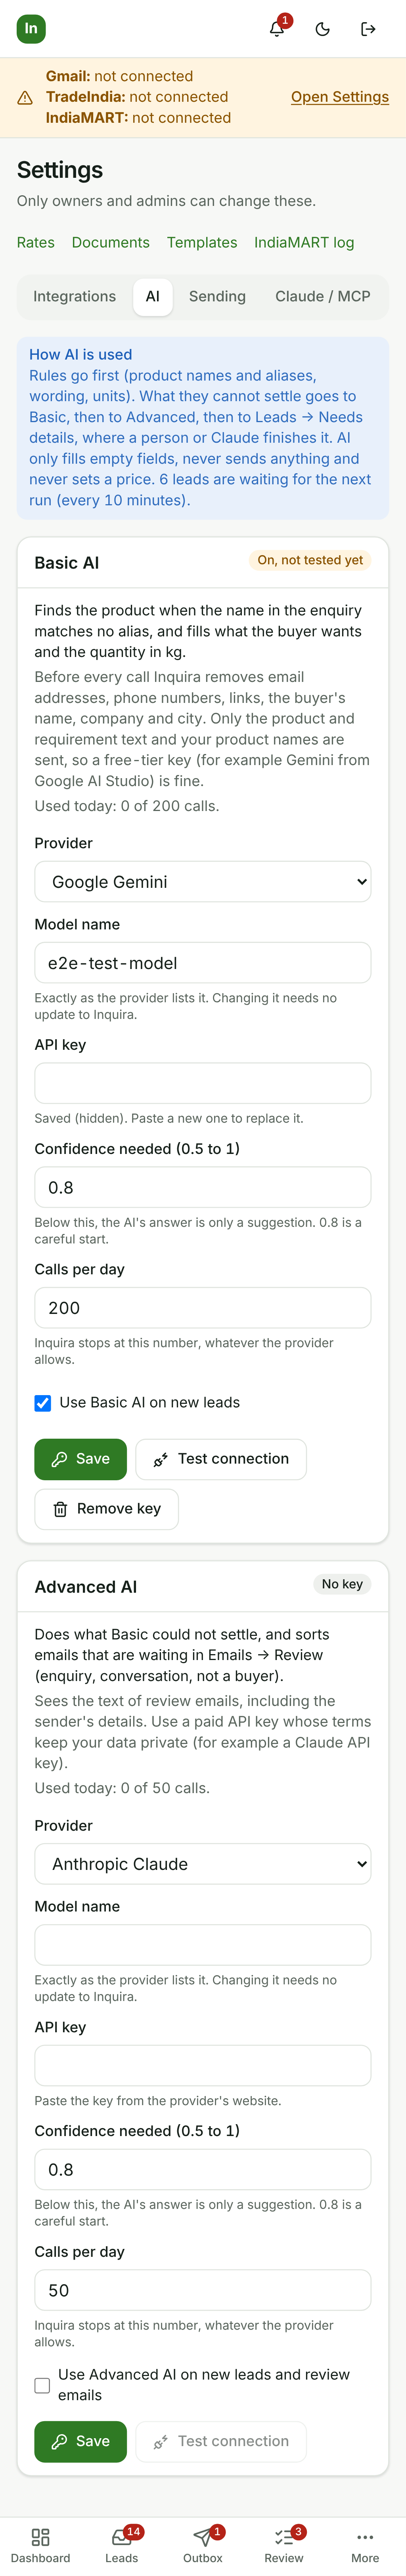 In
1
Gmail: not connected
TradeIndia: not connected
IndiaMART: not connected
Open Settings
Settings
Only owners and admins can change these.
Rates Documents Templates IndiaMART log
Integrations AI Sending Claude / MCP
How AI is used
Rules go first (product names and aliases,
wording, units). What they cannot settle goes to
Basic, then to Advanced, then to Leads → Needs
details, where a person or Claude finishes it. AI
only fills empty fields, never sends anything and
never sets a price. 6 leads are waiting for the next
run (every 10 minutes).
Basic AI
On, not tested yet
Finds the product when the name in the enquiry
matches no alias, and fills what the buyer wants
and the quantity in kg.
Before every call Inquira removes email
addresses, phone numbers, links, the buyer's
name, company and city. Only the product and
requirement text and your product names are
sent, so a free-tier key (for example Gemini from
Google AI Studio) is fine.
Used today: 0 of 200 calls.
Provider
Google Gemini
Model name
e2e-test-model
Exactly as the provider lists it. Changing it needs no
update to Inquira.
API key
Saved (hidden). Paste a new one to replace it.
Confidence needed (0.5 to 1)
0.8
Below this, the AI's answer is only a suggestion. 0.8 is a
careful start.
Calls per day
200
Inquira stops at this number, whatever the provider
allows.
Use Basic AI on new leads
Save
Test connection
Remove key
Advanced AI
No key
Does what Basic could not settle, and sorts
emails that are waiting in Emails → Review
(enquiry, conversation, not a buyer).
Sees the text of review emails, including the
sender's details. Use a paid API key whose terms
keep your data private (for example a Claude API
key).
Used today: 0 of 50 calls.
Provider
Anthropic Claude
Model name
Exactly as the provider lists it. Changing it needs no
update to Inquira.
API key
Paste the key from the provider's website.
Confidence needed (0.5 to 1)
0.8
Below this, the AI's answer is only a suggestion. 0.8 is a
careful start.
Calls per day
50
Inquira stops at this number, whatever the provider
allows.
Use Advanced AI on new leads and review
emails
Save
Test connection
14 1 3
Dashboard Leads Outbox Review More